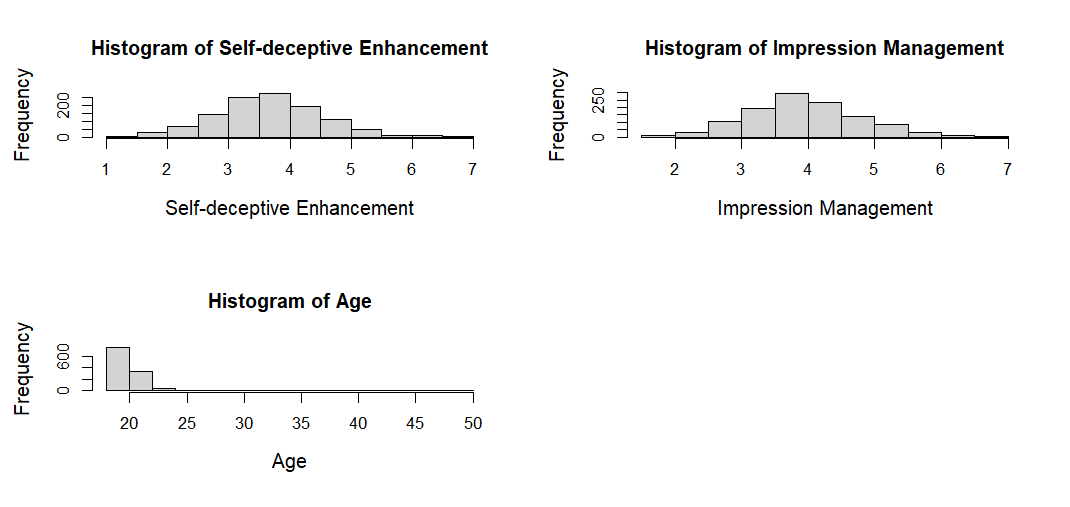 Histogram of Self-deceptive Enhancement
Frequency
0 200
1 2 3 4 5 6 7
Self-deceptive Enhancement
Histogram of Impression Management
Frequency
0 250
2 3 4 5 6 7
Impression Management
Histogram of Age
Frequency
0 600
20 25 30 35 40 45 50
Age